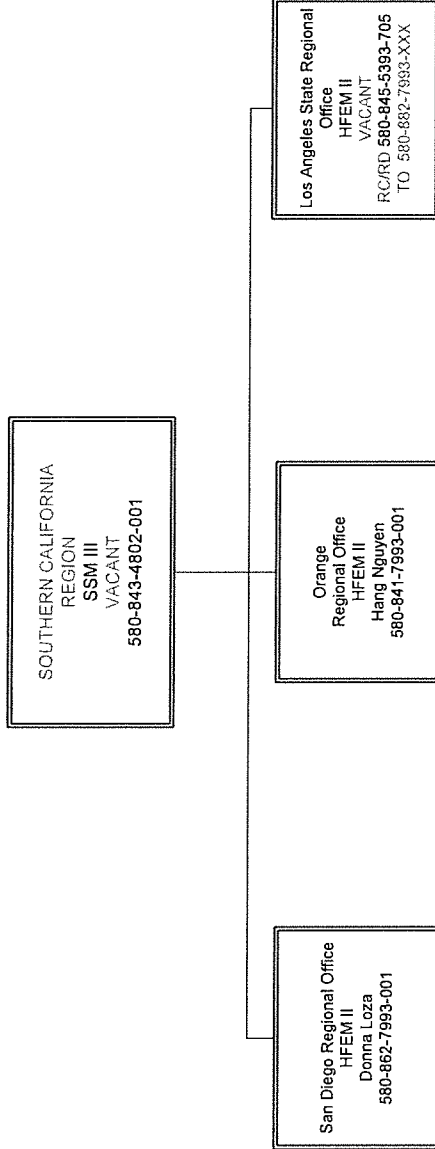 SOUTHERN CALIFORNIA
REGION
SSM III
VACANT
580-843-4802-001
San Diego Regional Office
HFEM II
Donna Loza
580-862-7993-001
Orange
Regional Office
HFEM II
Hang Nguyen
580-841-7993-001
Los Angeles State Regional
Office
HFEM II
VACANT
RC/RD 580-845-5393-705
TO 580-882-7993-XXX